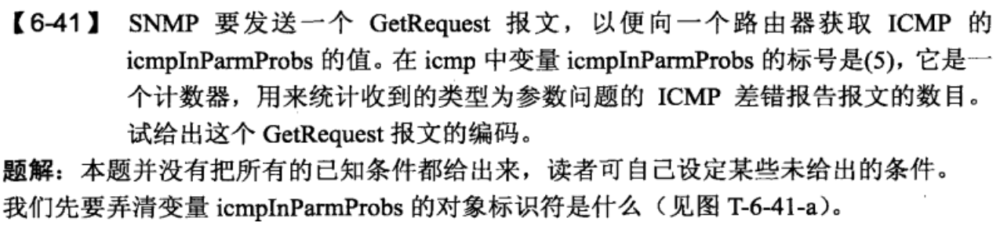 【6-41】 SNMP 要发送一个 GetRequest 报文，以便向一个路由器获取 ICMP 的
icmpInParmProbs 的值。在 icmp 中变量 icmpInParmProbs 的标号是(5)，它是一
个计数器，用来统计收到的类型为参数问题的 ICMP 差错报告报文的数目。
试给出这个 GetRequest 报文的编码。
题解：本题并没有把所有的已知条件都给出来，读者可自己设定某些未给出的条件。
我们先要弄清变量 icmpInParmProbs 的对象标识符是什么（见图 T-6-41-a）。